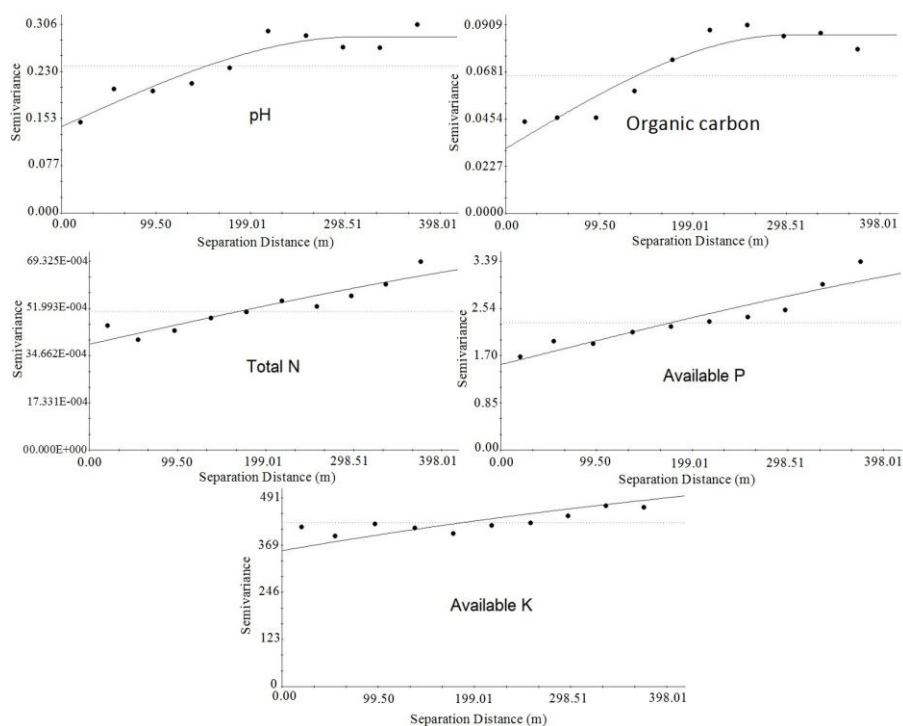 0.306
0.230
0.153
0.077
0.000
Semivariance
pH
0.00
99.50
199.01
298.51
398.01
Separation Distance (m)
0.0909
0.0681
0.0454
0.0227
0.0000
Semivariance
Organic carbon
0.00
99.50
199.01
298.51
398.01
Separation Distance (m)
69.325E-004
51.993E-004
34.662E-004
17.331E-004
00.000E+000
Semivariance
Total N
0.00
99.50
199.01
298.51
398.01
Separation Distance (m)
3.39
2.54
1.70
0.85
0.00
Semivariance
Available P
0.00
99.50
199.01
298.51
398.01
Separation Distance (m)
491
369
246
123
0
Semivariance
Available K
0.00
99.50
199.01
298.51
398.01
Separation Distance (m)